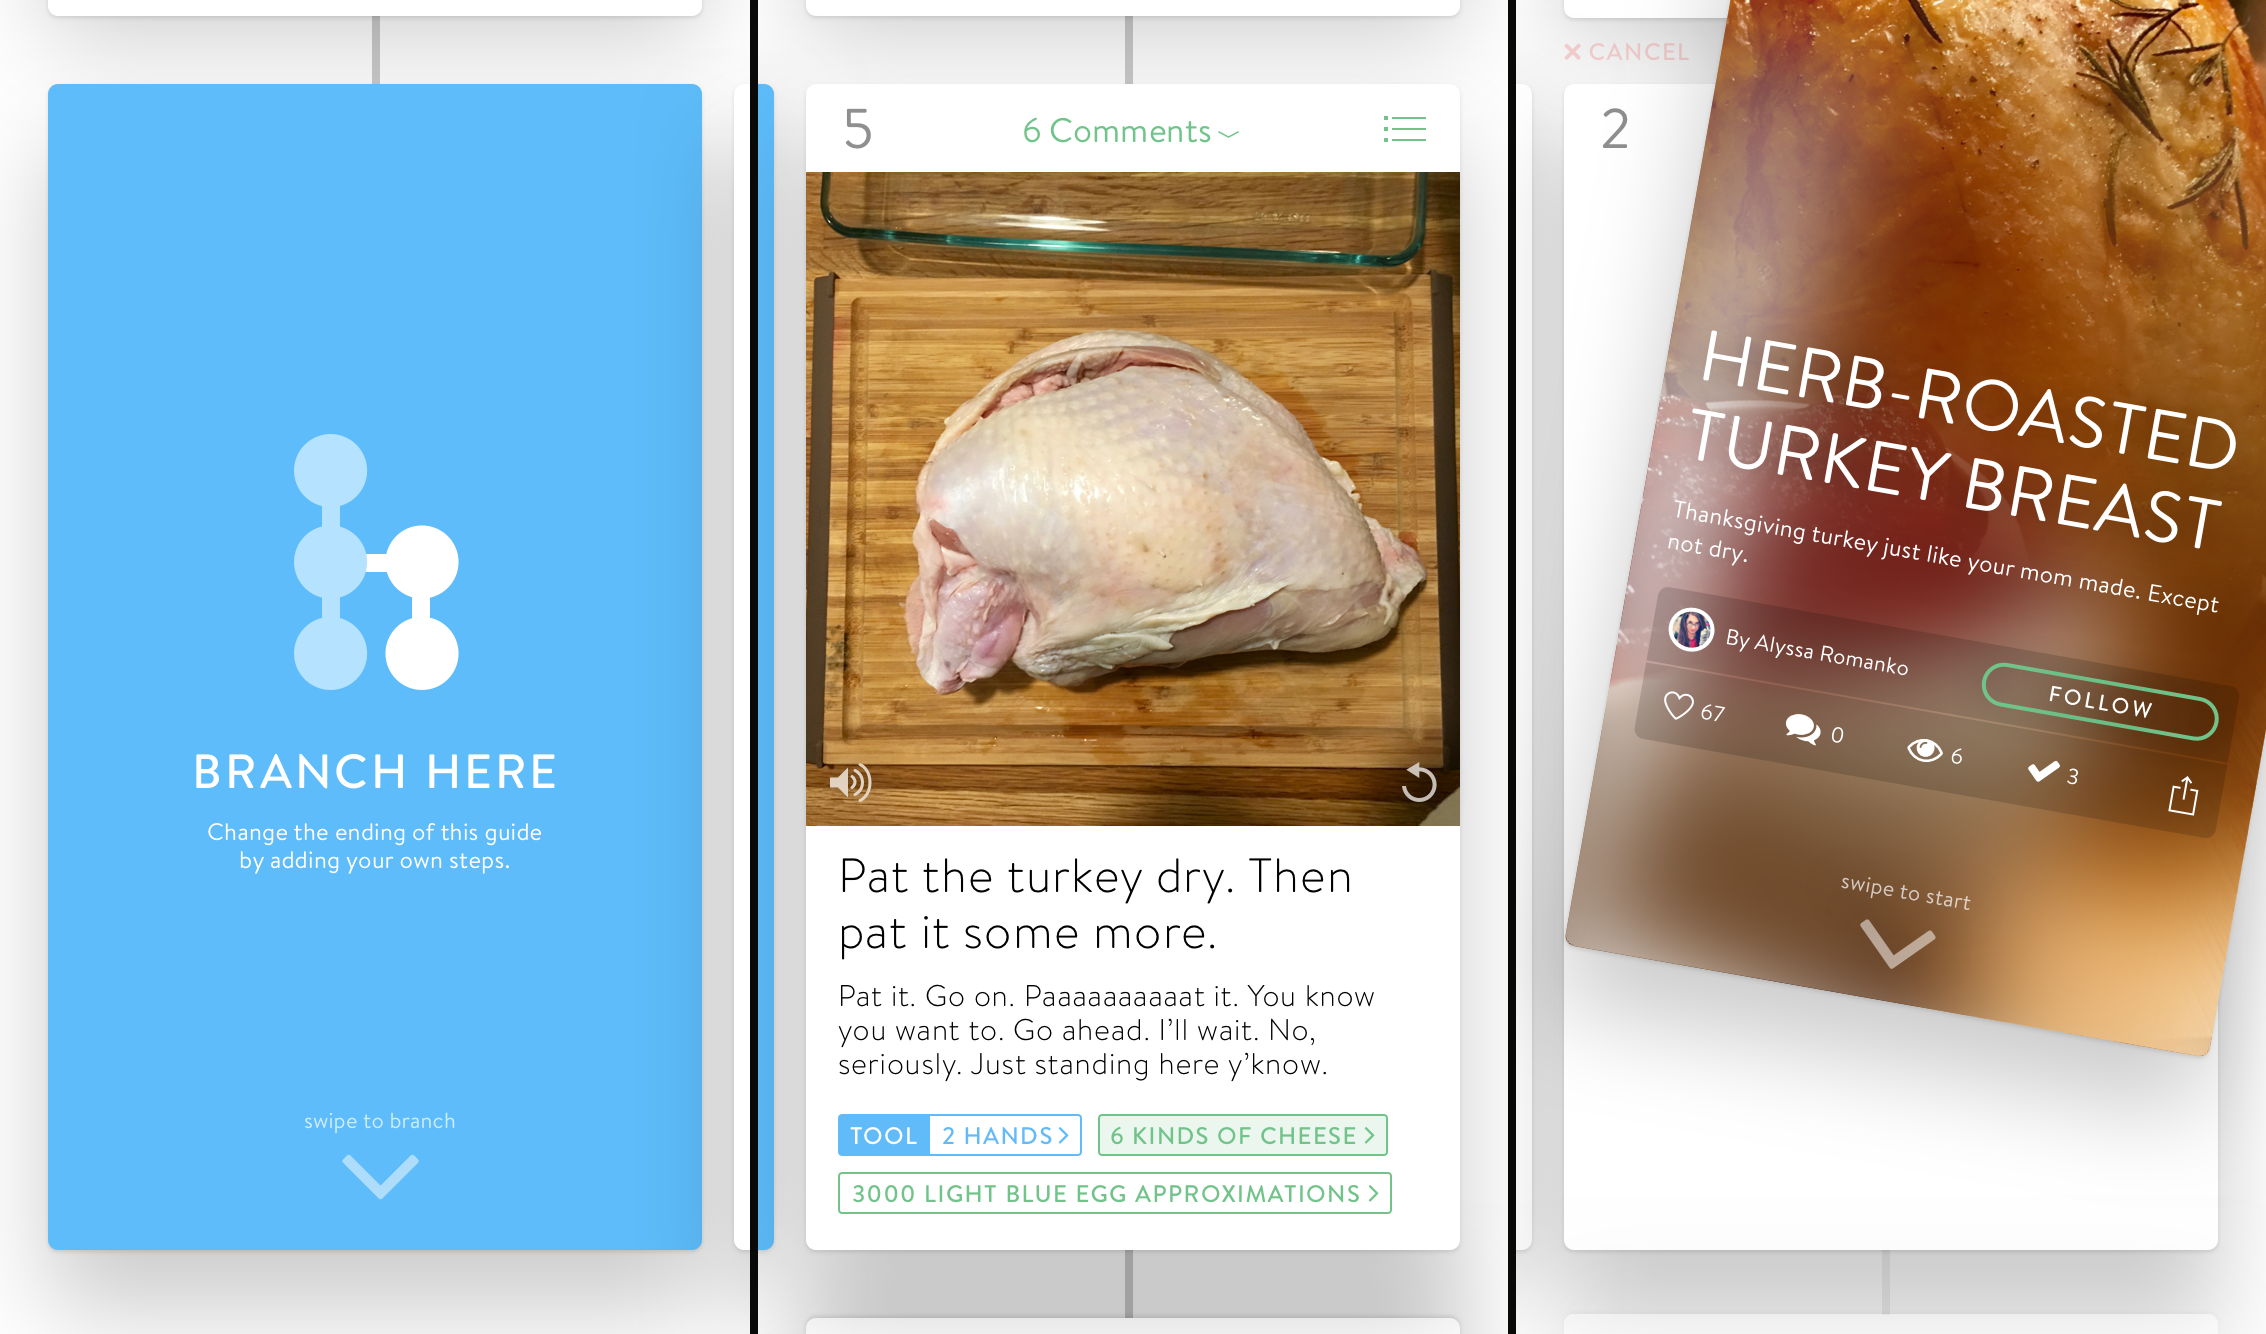 BRANCH HERE
Change the ending of this guide
by adding your own steps.
swipe to branch
5
6 Comments
Pat the turkey dry. Then
pat it some more.
Pat it. Go on. Paaaaaaaaaat it. You know
you want to. Go ahead. I’ll wait. No,
seriously. Just standing here y’know.
TOOL 2 HANDS
6 KINDS OF CHEESE
3000 LIGHT BLUE EGG APPROXIMATIONS
CANCEL
2
HERB-ROASTED
TURKEY BREAST
Thanksgiving turkey just like your mom made. Except
not dry.
By Alyssa Romanko
FOLLOW
67
0
6
3
swipe to start